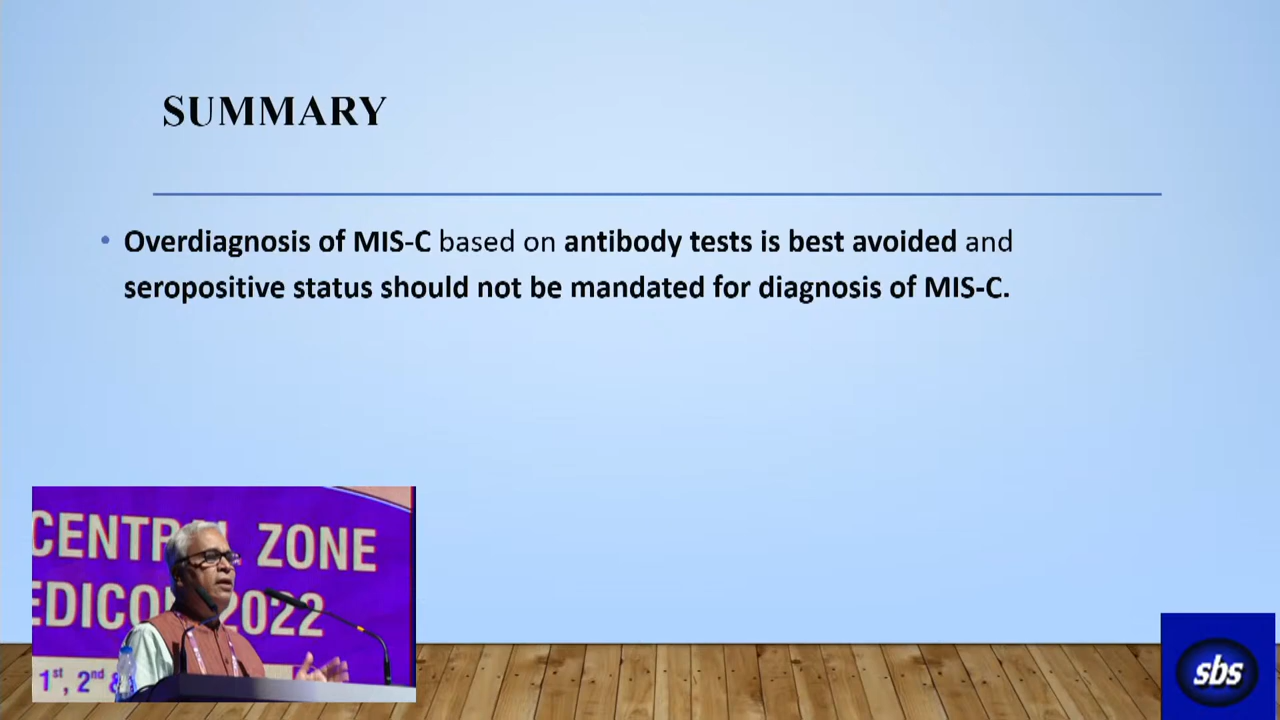 SUMMARY
• Overdiagnosis of MIS-C based on antibody tests is best avoided and
seropositive status should not be mandated for diagnosis of MIS-C.
CENTRAL ZONE
EDICO 2022
1st, 2nd &
sbs